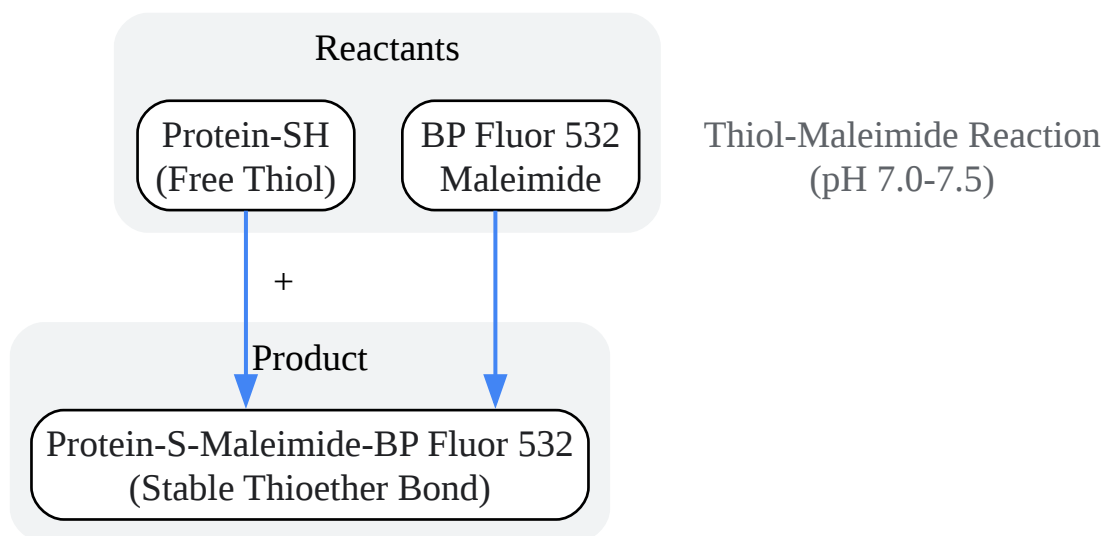 Reactants
Protein-SH
(Free Thiol)
BP Fluor 532
Maleimide
Thiol-Maleimide Reaction
(pH 7.0-7.5)
+
Product
Protein-S-Maleimide-BP Fluor 532
(Stable Thioether Bond)